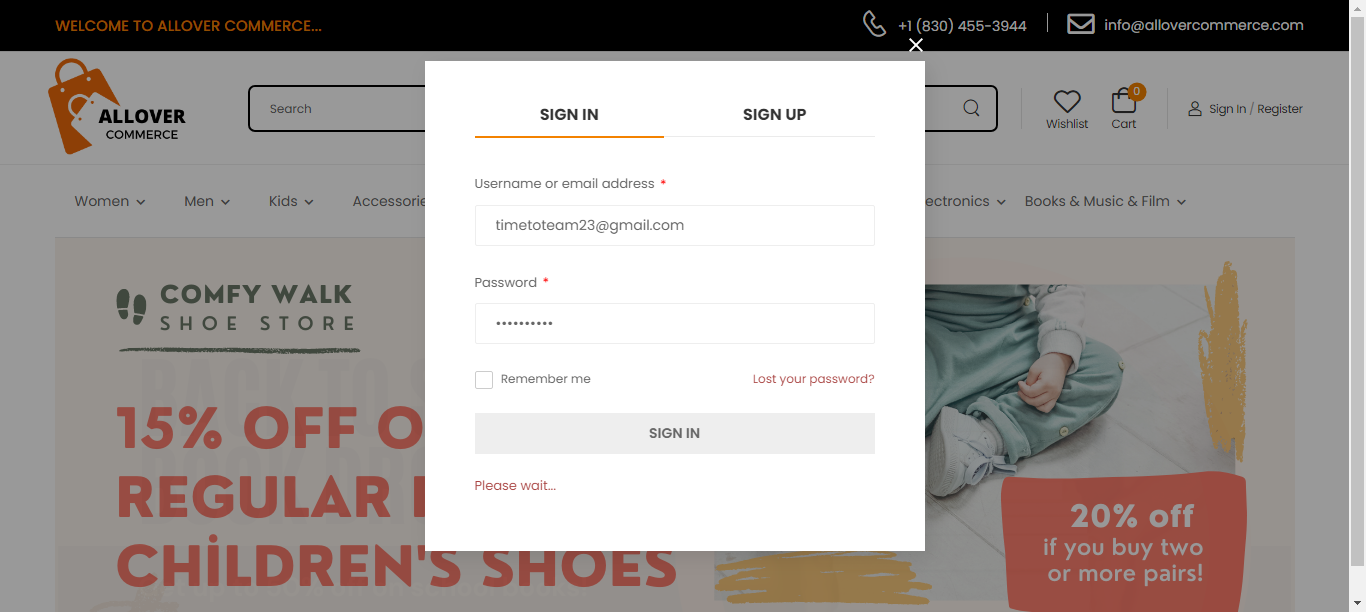 WELCOME TO ALLOVER COMMERCE...
+1 (830) 455-3944
info@allovercommerce.com
ALLOVER
COMMERCE
Search
Wishlist
0
Cart
Sign In / Register
SIGN IN
SIGN UP
Username or email address *
timetoteam23@gmail.com
Password *
••••••••••
Remember me
Lost your password?
SIGN IN
Please wait...
Women
Men
Kids
Accessorie
ectronics
Books & Music & Film
COMFY WALK
SHOE STORE
15% OFF O
REGULAR
CHİLDREN'S SHOES
20% off
if you buy two
or more pairs!